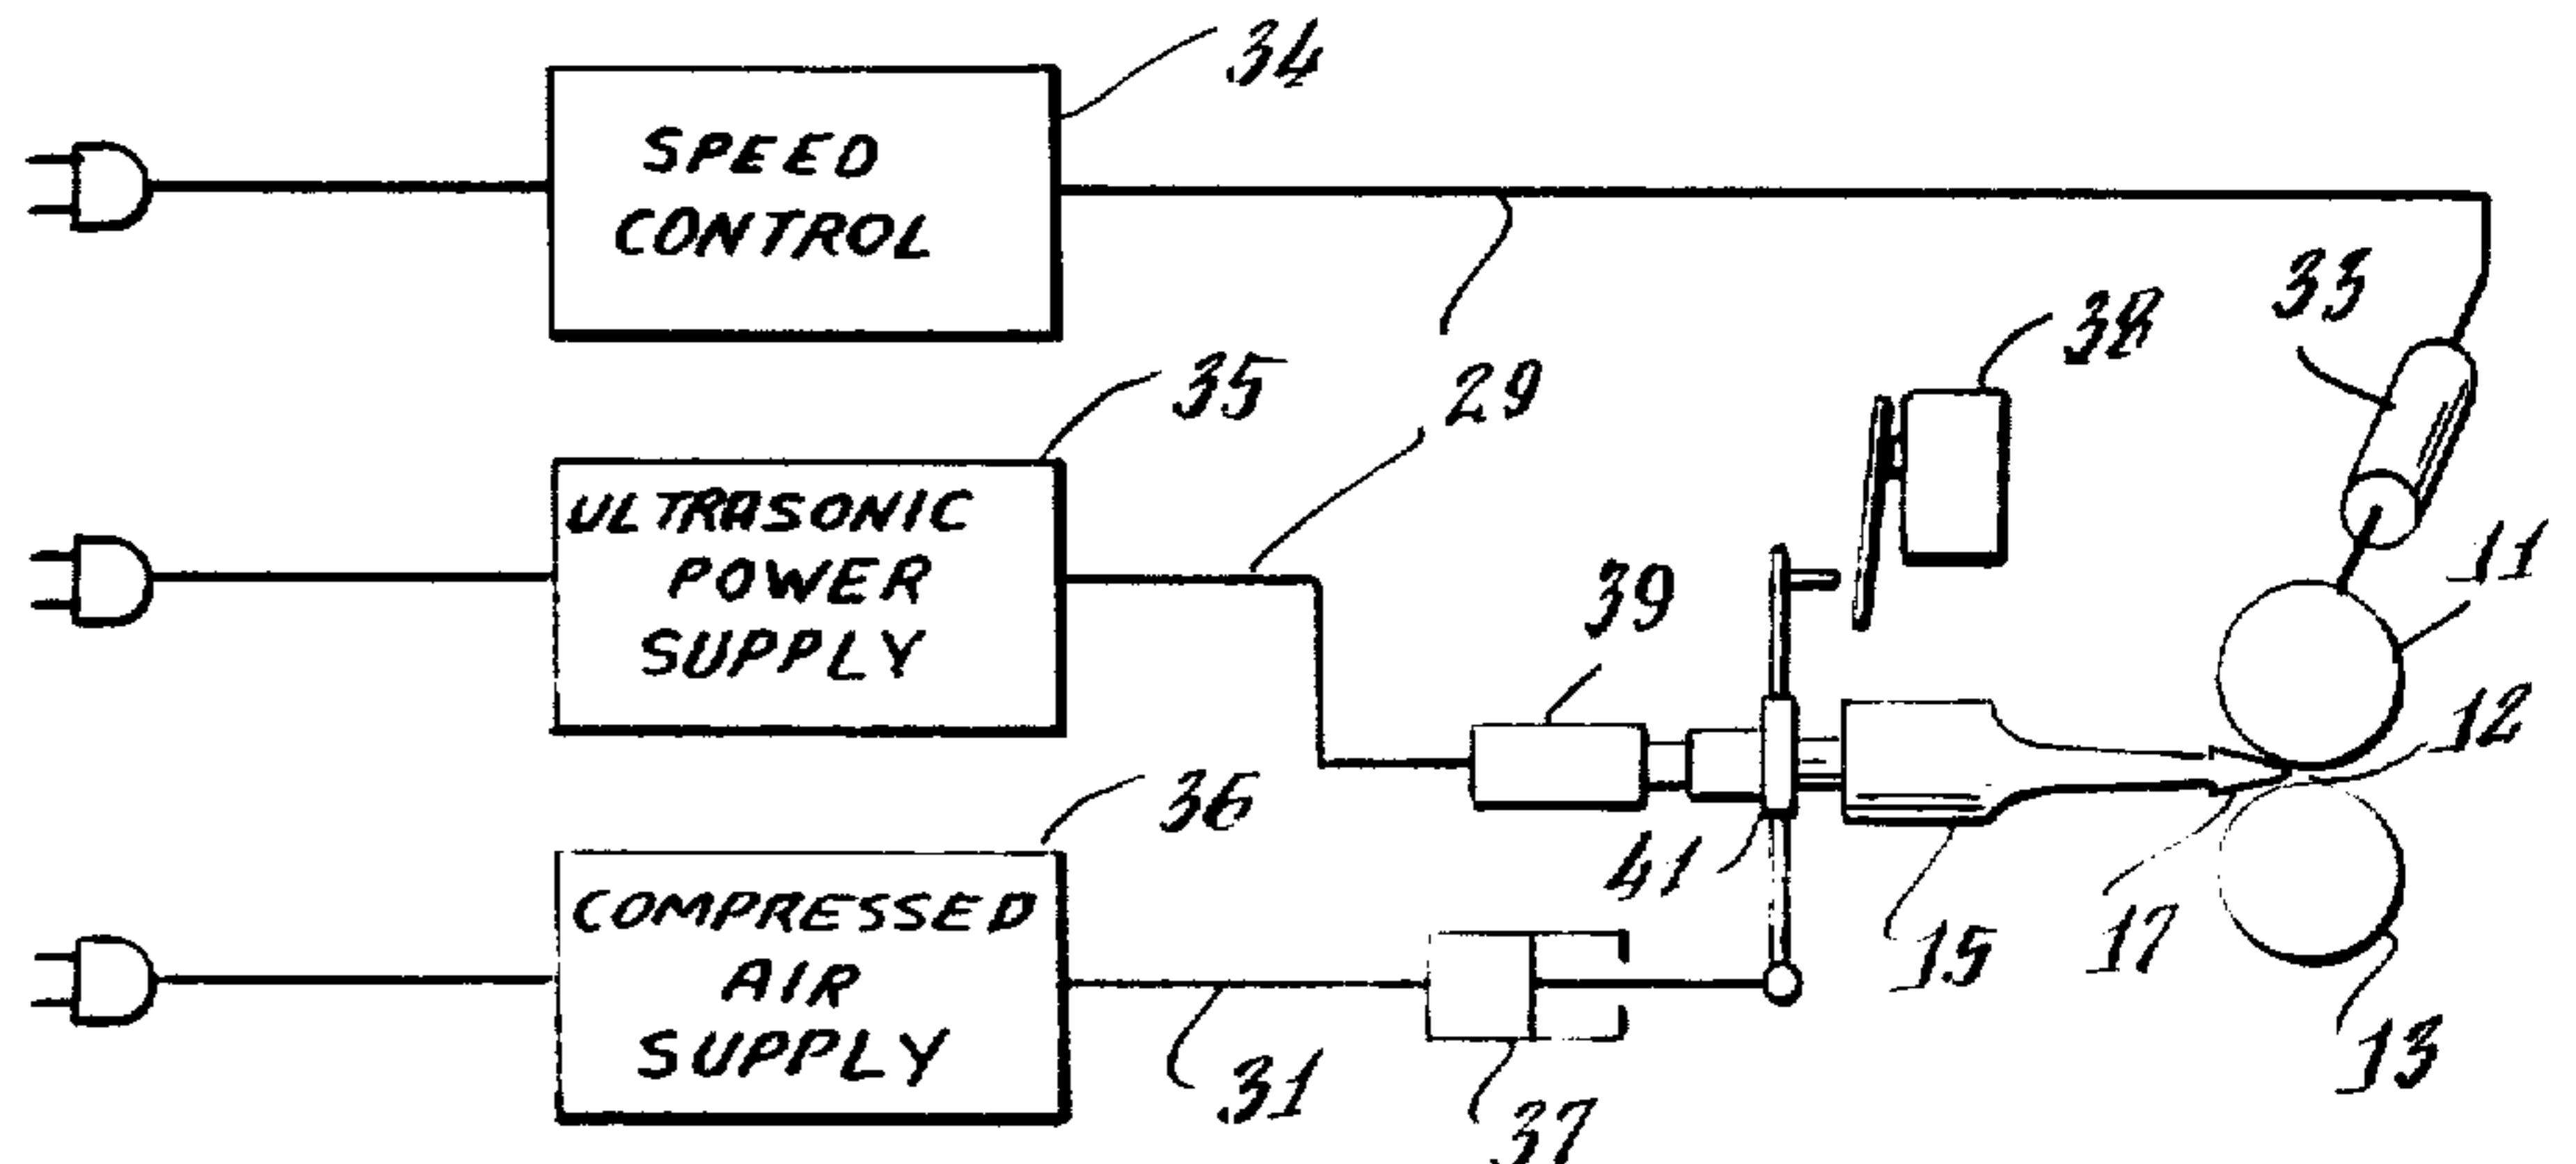 34
SPEED
CONTROL
33
38
35
29
ULTRASONIC
POWER
SUPPLY
11
39
12
36
41
COMPRESSED
AIR
SUPPLY
15
17
13
31
37